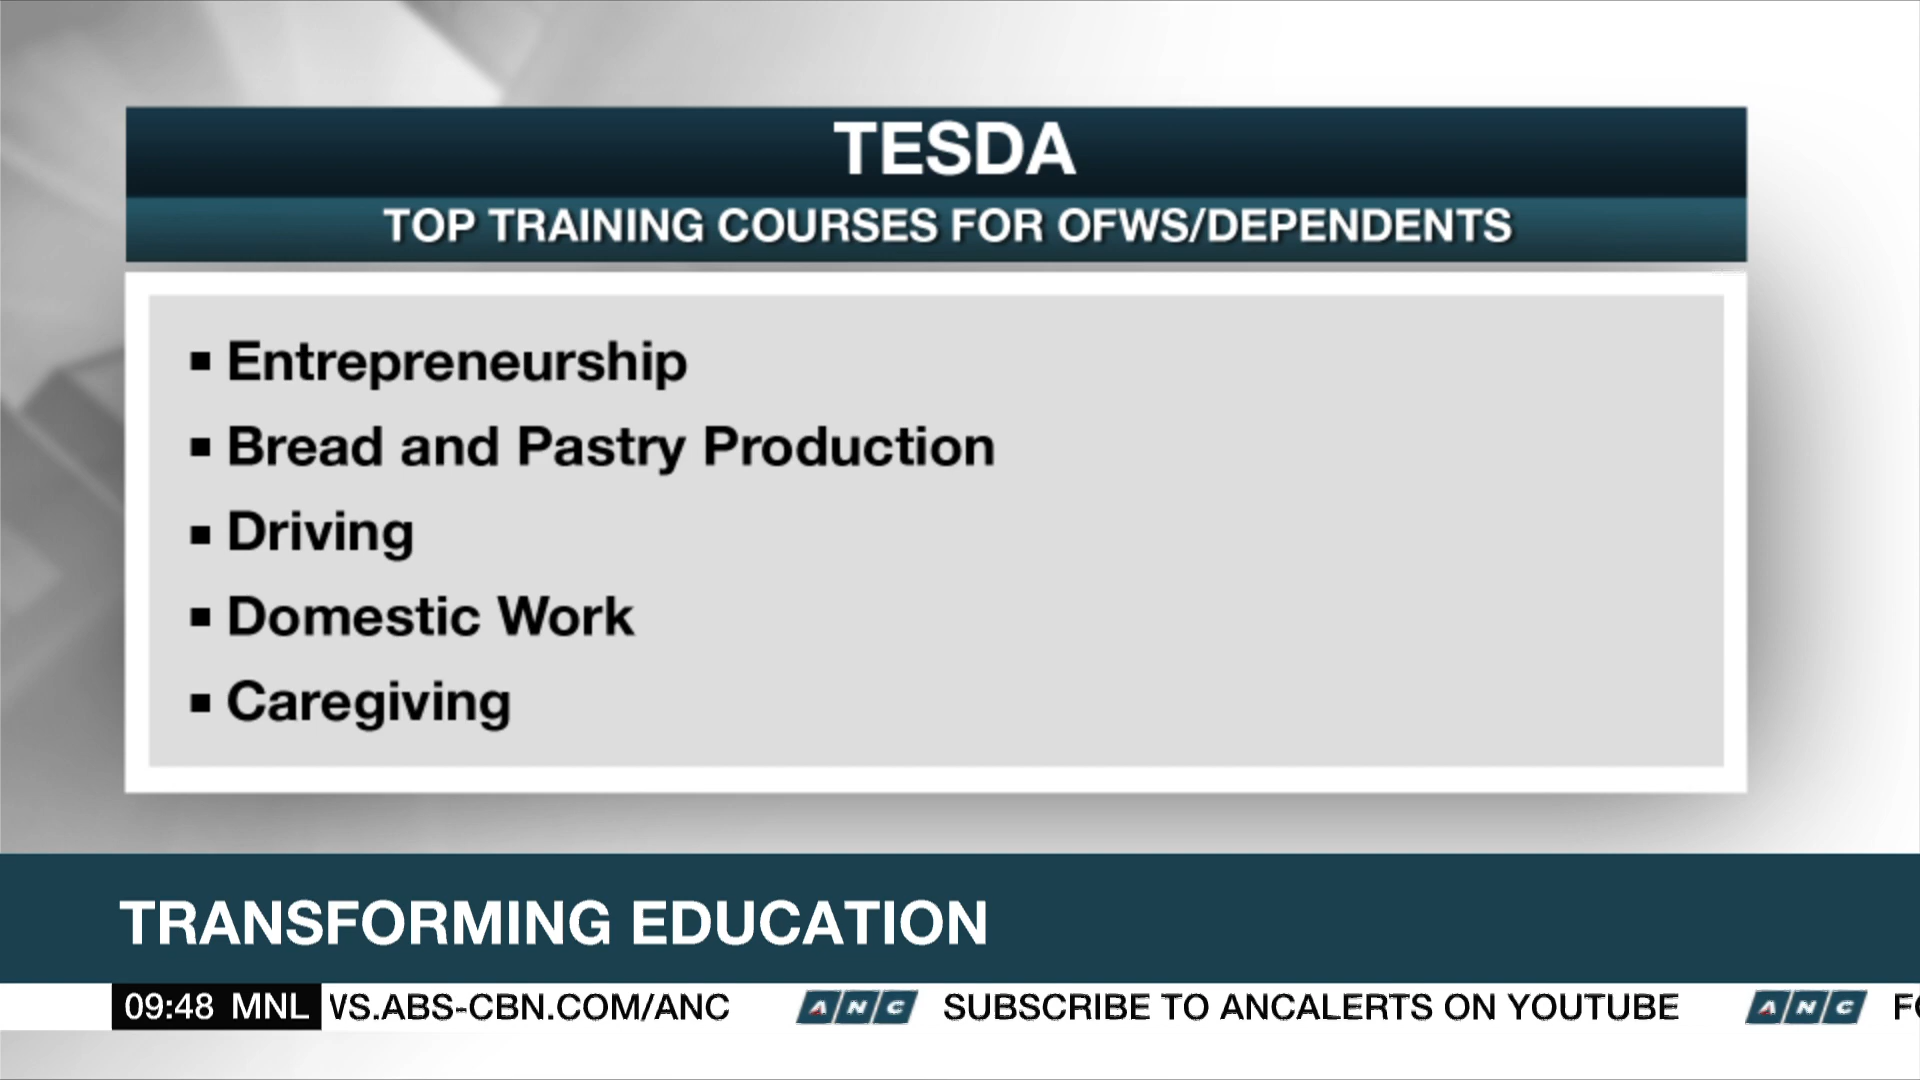 TESDA
TOP TRAINING COURSES FOR OFWS/DEPENDENTS
▪ Entrepreneurship
▪ Bread and Pastry Production
▪ Driving
▪ Domestic Work
▪ Caregiving
TRANSFORMING EDUCATION
09:48 MNL VS.ABS-CBN.COM/ANC ANC SUBSCRIBE TO ANCALERTS ON YOUTUBE ANC